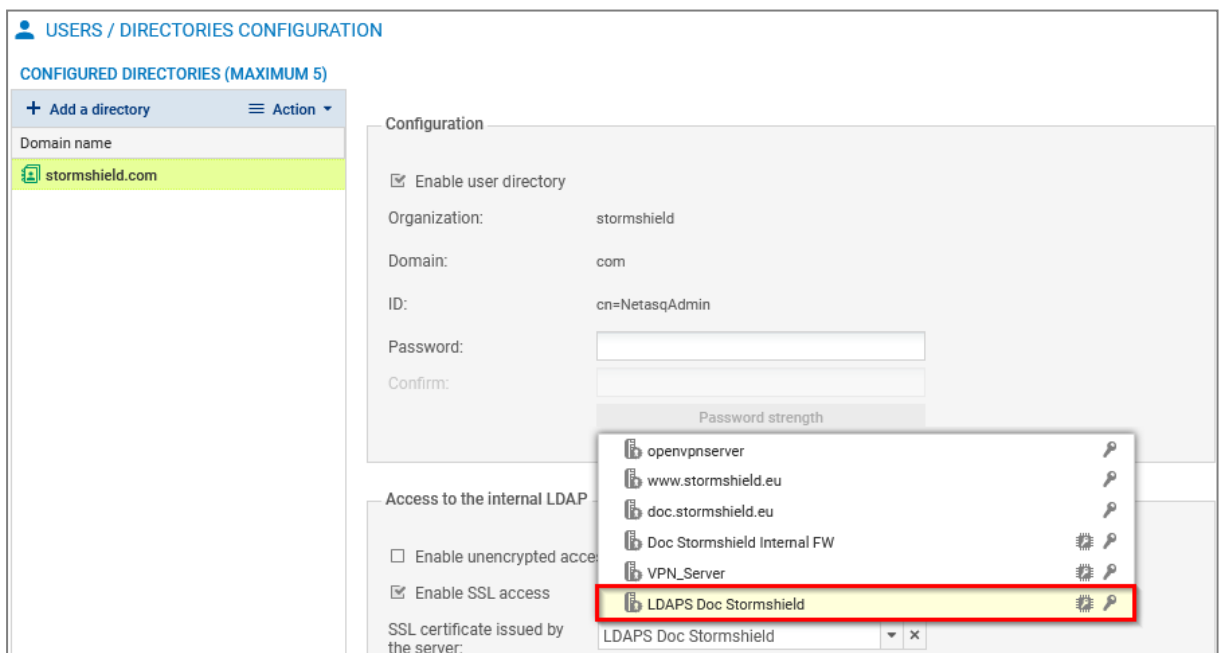 USERS / DIRECTORIES CONFIGURATION
CONFIGURED DIRECTORIES (MAXIMUM 5)
Add a directory
Action
Domain name
stormshield.com
Configuration
Enable user directory
Organization: stormshield
Domain: com
ID: cn=NetasqAdmin
Password:
Confirm:
Password strength
openvpnserver
www.stormshield.eu
doc.stormshield.eu
Doc Stormshield Internal FW
VPN_Server
LDAPS Doc Stormshield
Access to the internal LDAP
Enable unencrypted acce
Enable SSL access
SSL certificate issued by
the server:
LDAPS Doc Stormshield